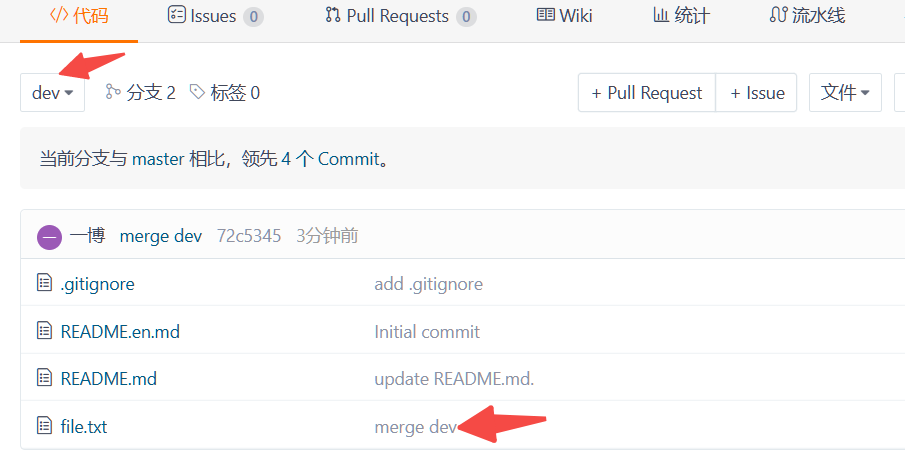 代码 Issues 0 Pull Requests 0 Wiki 统计 流水线
dev 分支 2 标签 0 + Pull Request + Issue 文件
当前分支与 master 相比，领先 4 个 Commit。
一 一博 merge dev 72c5345 3分钟前
.gitignore add .gitignore
README.en.md Initial commit
README.md update README.md.
file.txt merge dev